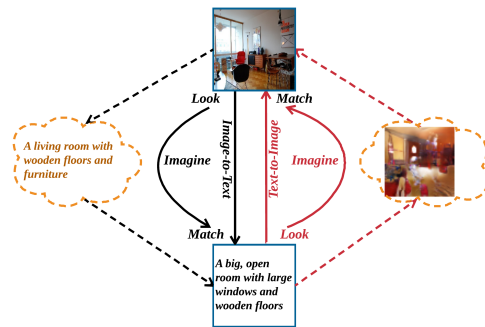 Look
Match
A living room with
wooden floors and
furniture
Imagine
Image-to-Text
Text-to-Image
Imagine
Match
Look
A big, open
room with large
windows and
wooden floors